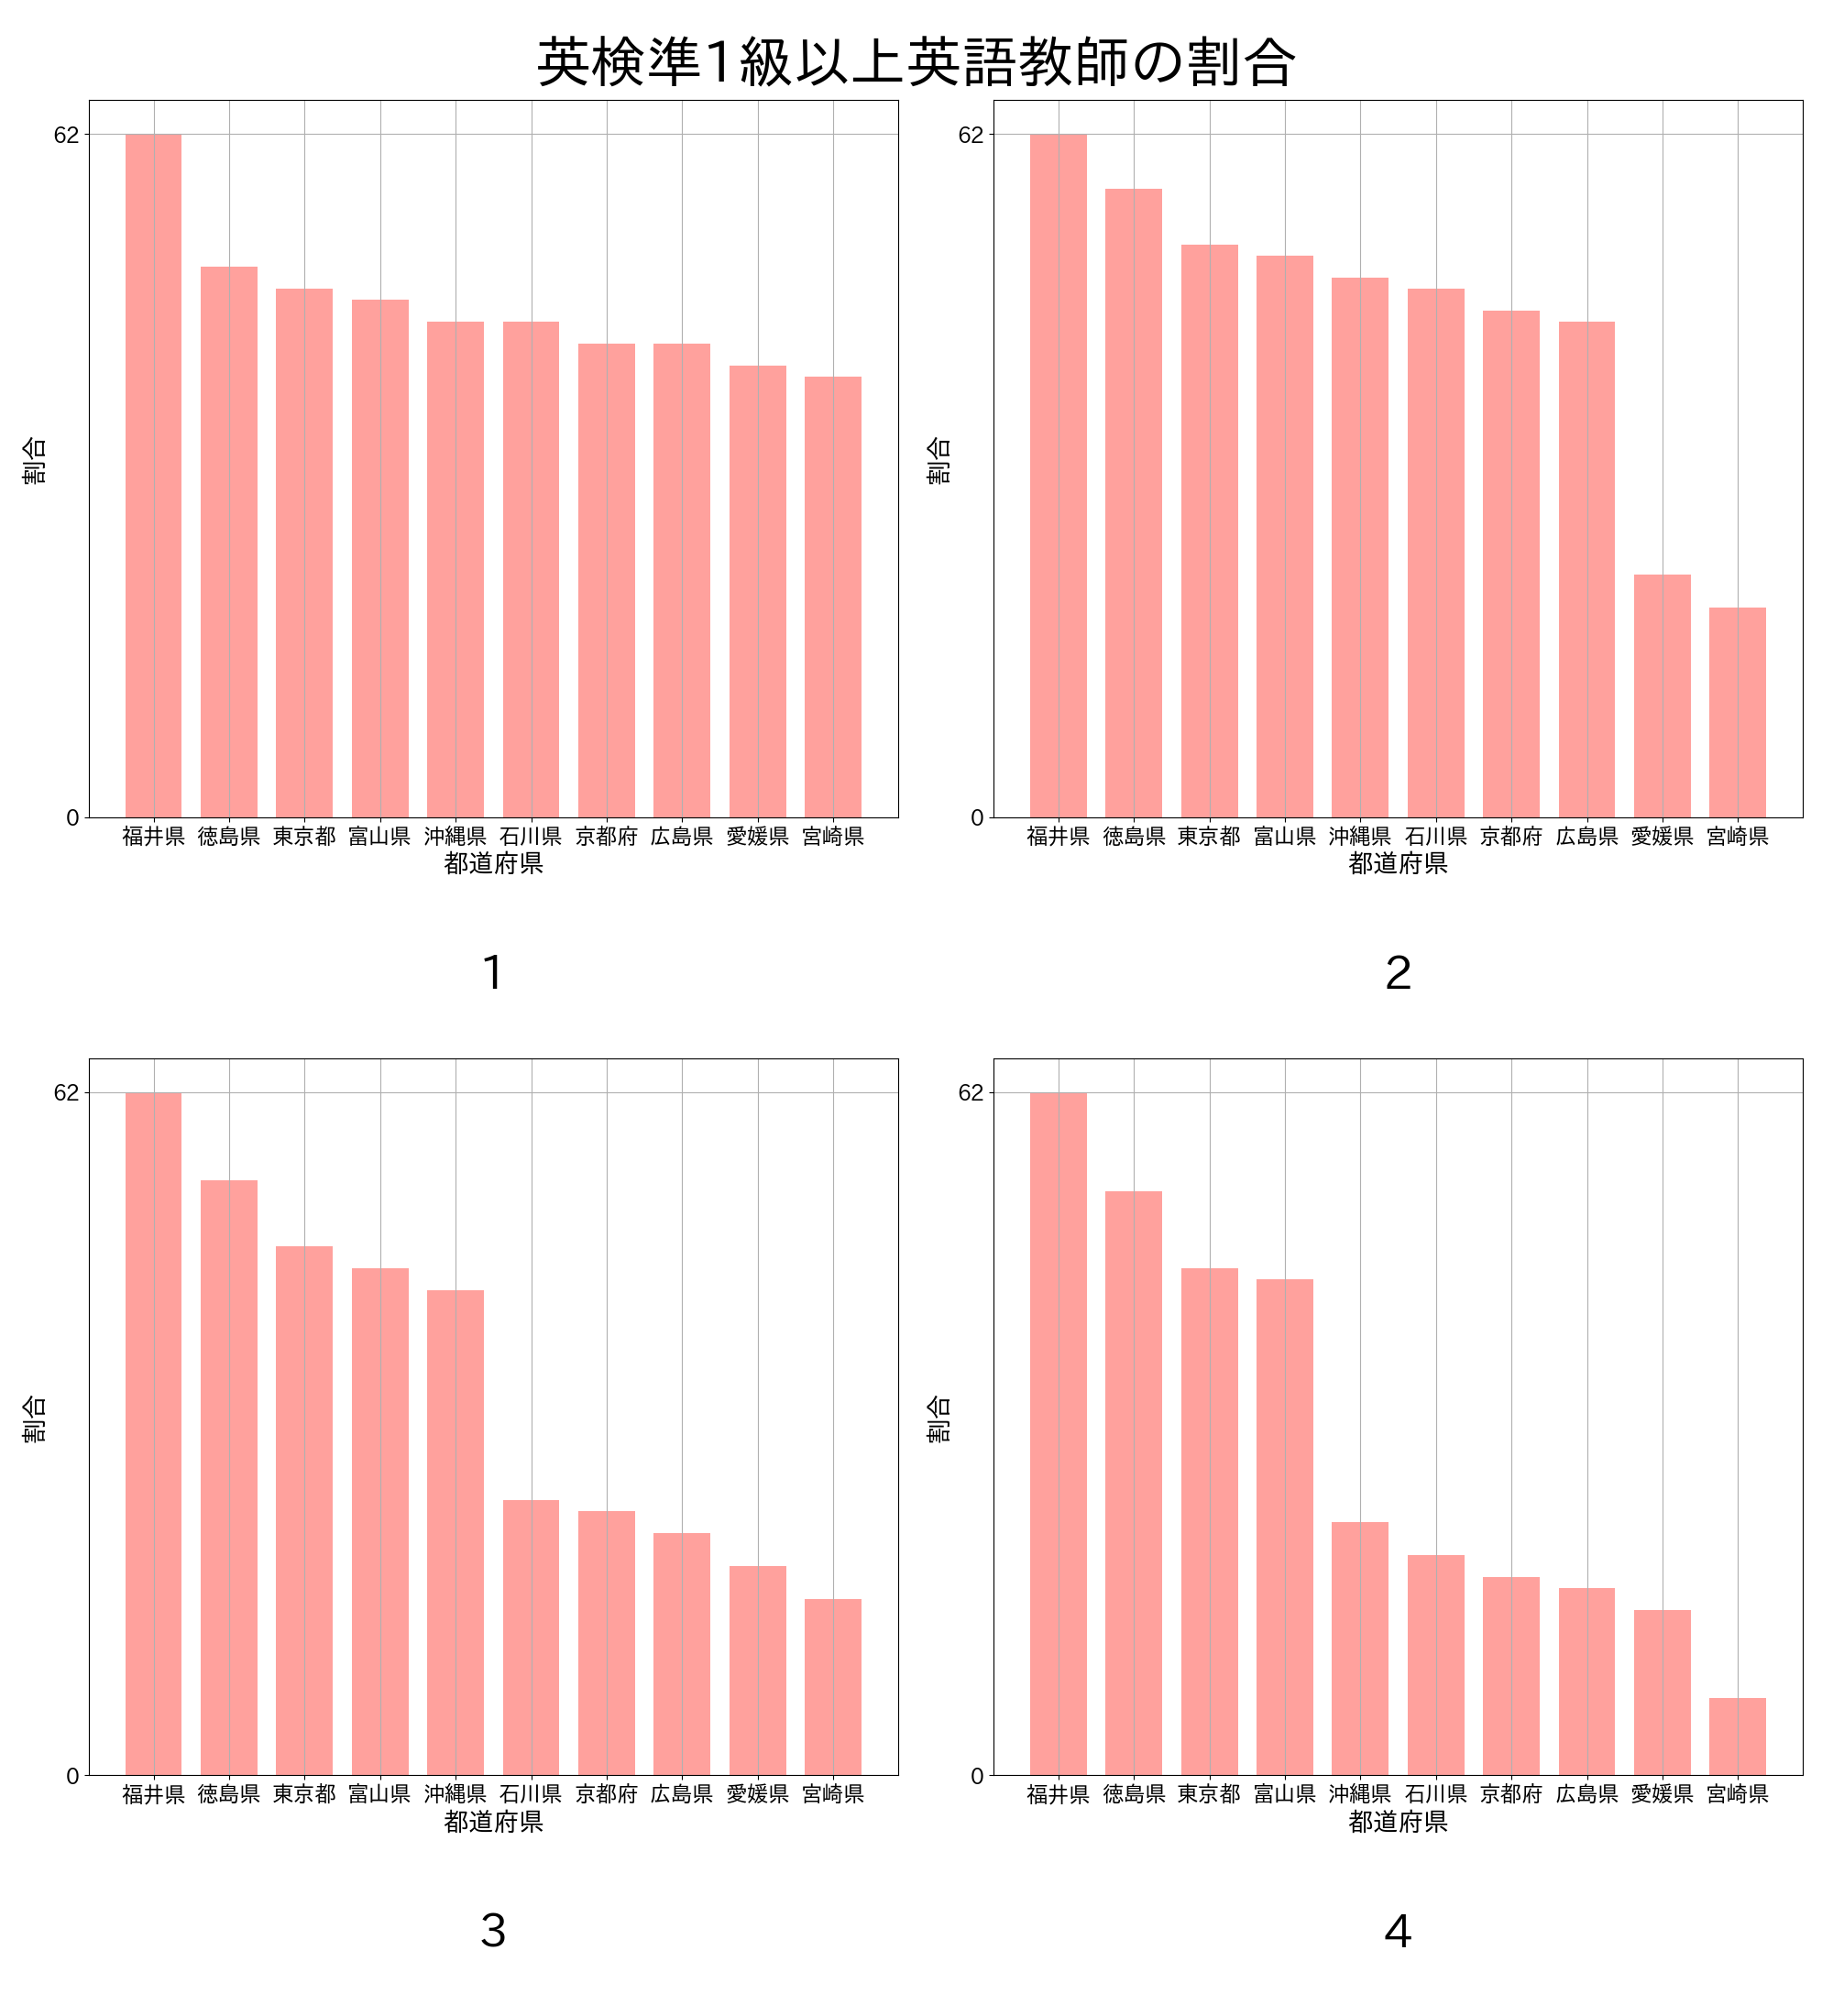 英検準1級以上英語教師の割合
62
0
割合
福井県 徳島県 東京都 富山県 沖縄県 石川県 京都府 広島県 愛媛県 宮崎県
都道府県
1
62
0
割合
福井県 徳島県 東京都 富山県 沖縄県 石川県 京都府 広島県 愛媛県 宮崎県
都道府県
2
62
0
割合
福井県 徳島県 東京都 富山県 沖縄県 石川県 京都府 広島県 愛媛県 宮崎県
都道府県
3
62
0
割合
福井県 徳島県 東京都 富山県 沖縄県 石川県 京都府 広島県 愛媛県 宮崎県
都道府県
4